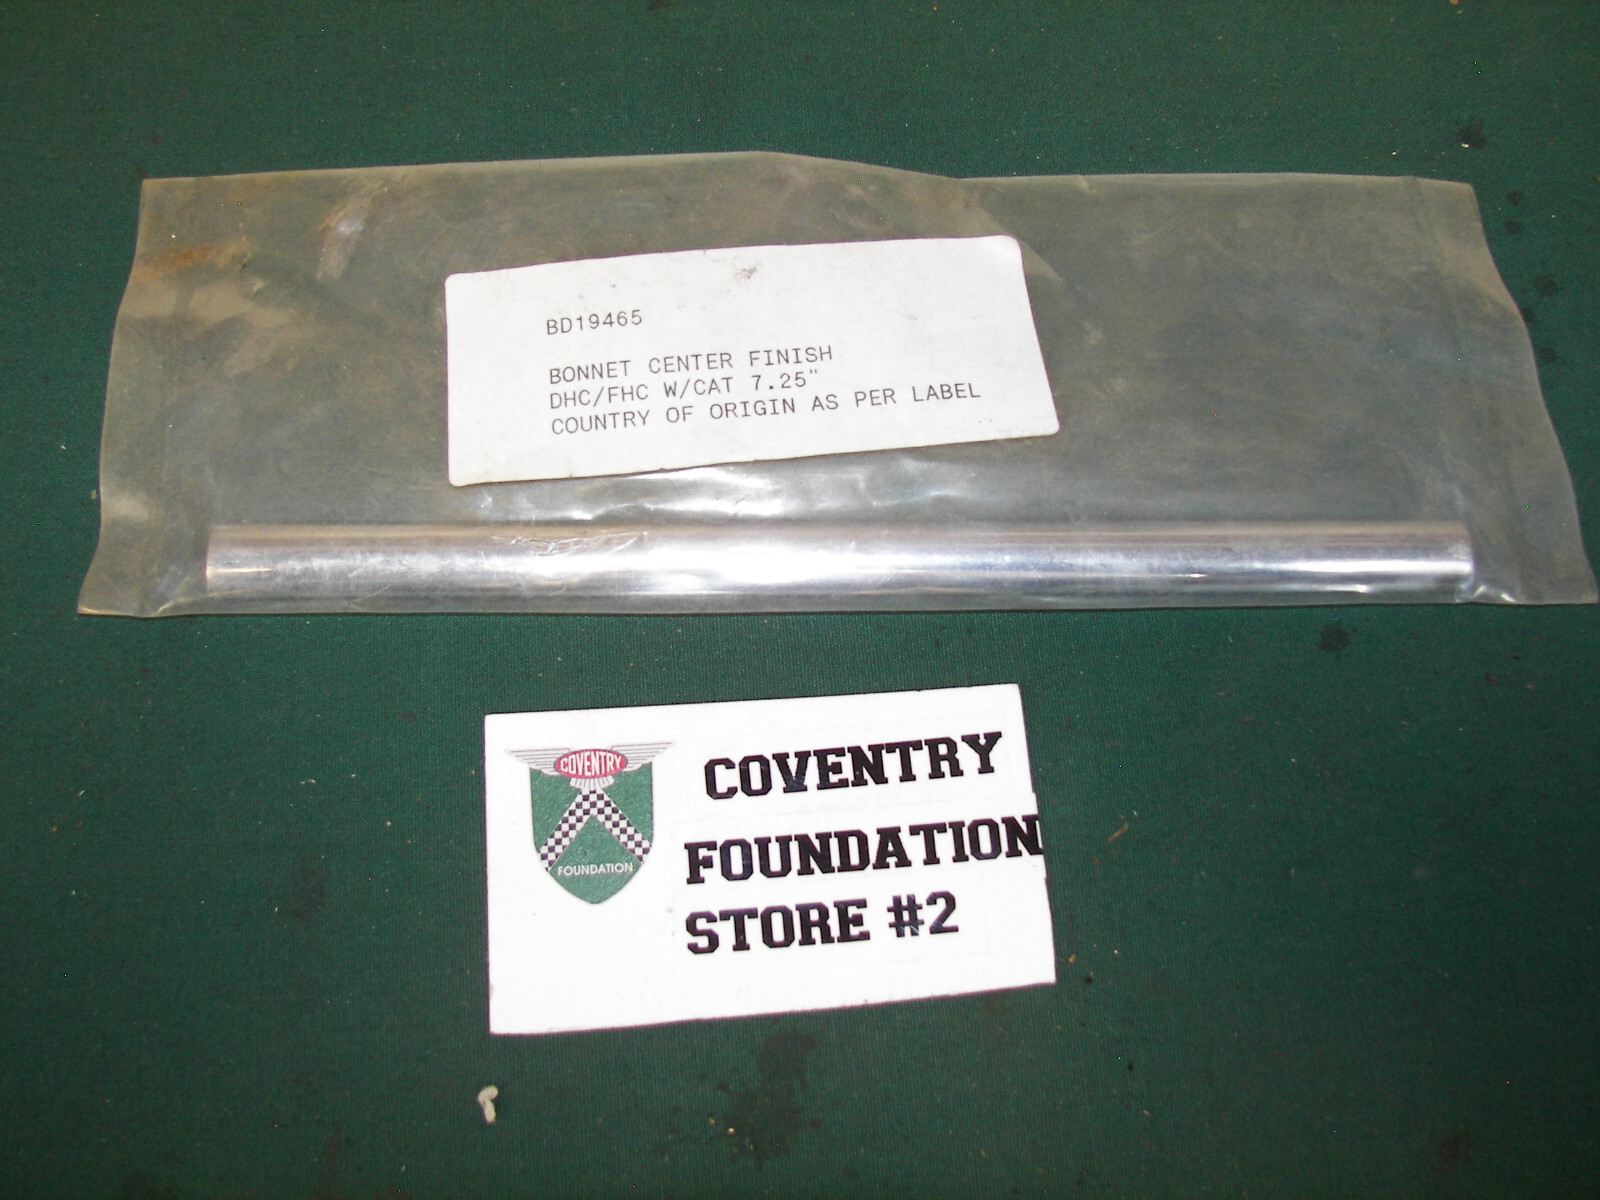 BD19465
BONNET CENTER FINISH
DHC/FHC W/CAT 7.25"
COUNTRY OF ORIGIN AS PER LABEL
COVENTRY
FOUNDATION
COVENTRY
FOUNDATION
STORE #2